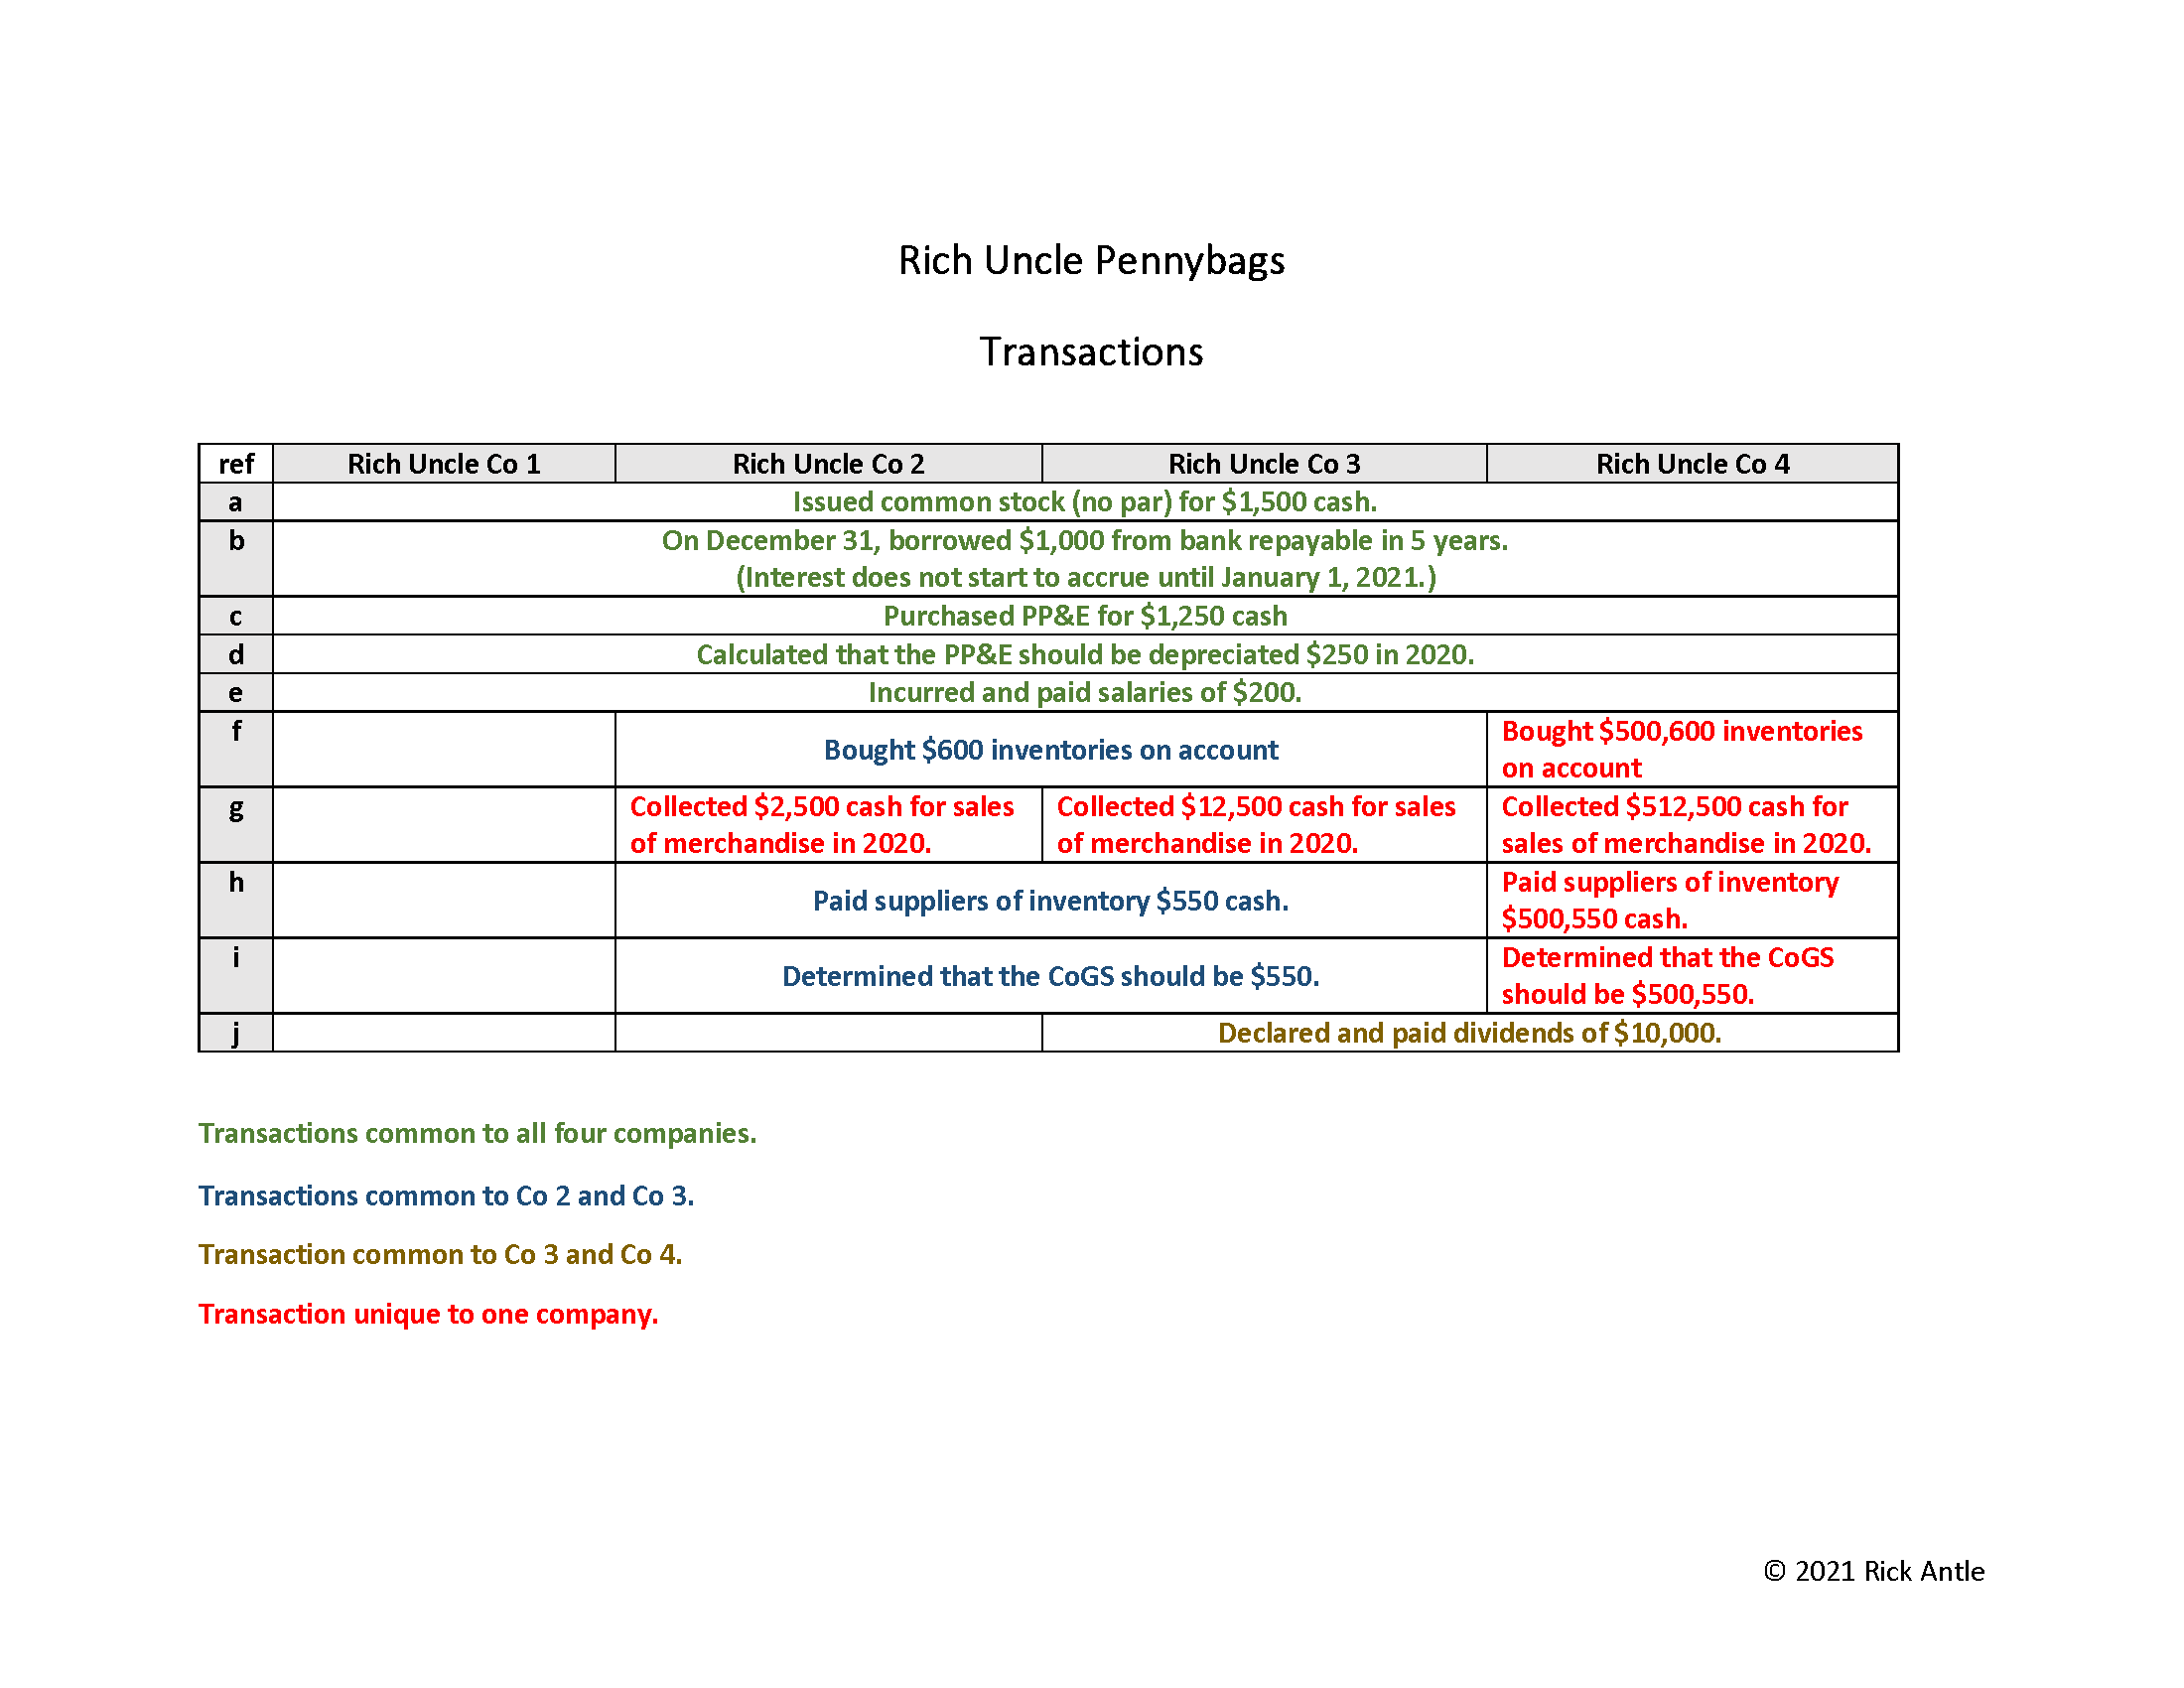 Rich Uncle Pennybags
Transactions
ref Rich Uncle Co 1 Rich Uncle Co 2 Rich Uncle Co 3 Rich Uncle Co 4
a Issued common stock (no par) for $1,500 cash.
b On December 31, borrowed $1,000 from bank repayable in 5 years.
(Interest does not start to accrue until January 1, 2021.)
c Purchased PP&E for $1,250 cash
d Calculated that the PP&E should be depreciated $250 in 2020.
e Incurred and paid salaries of $200.
f Bought $600 inventories on account Bought $500,600 inventories
on account
g Collected $2,500 cash for sales Collected $12,500 cash for sales Collected $512,500 cash for
of merchandise in 2020. of merchandise in 2020. sales of merchandise in 2020.
h Paid suppliers of inventory $550 cash. Paid suppliers of inventory
$500,550 cash.
i Determined that the CoGS should be $550. Determined that the CoGS
should be $500,550.
j Declared and paid dividends of $10,000.
Transactions common to all four companies.
Transactions common to Co 2 and Co 3.
Transaction common to Co 3 and Co 4.
Transaction unique to one company.
© 2021 Rick Antle